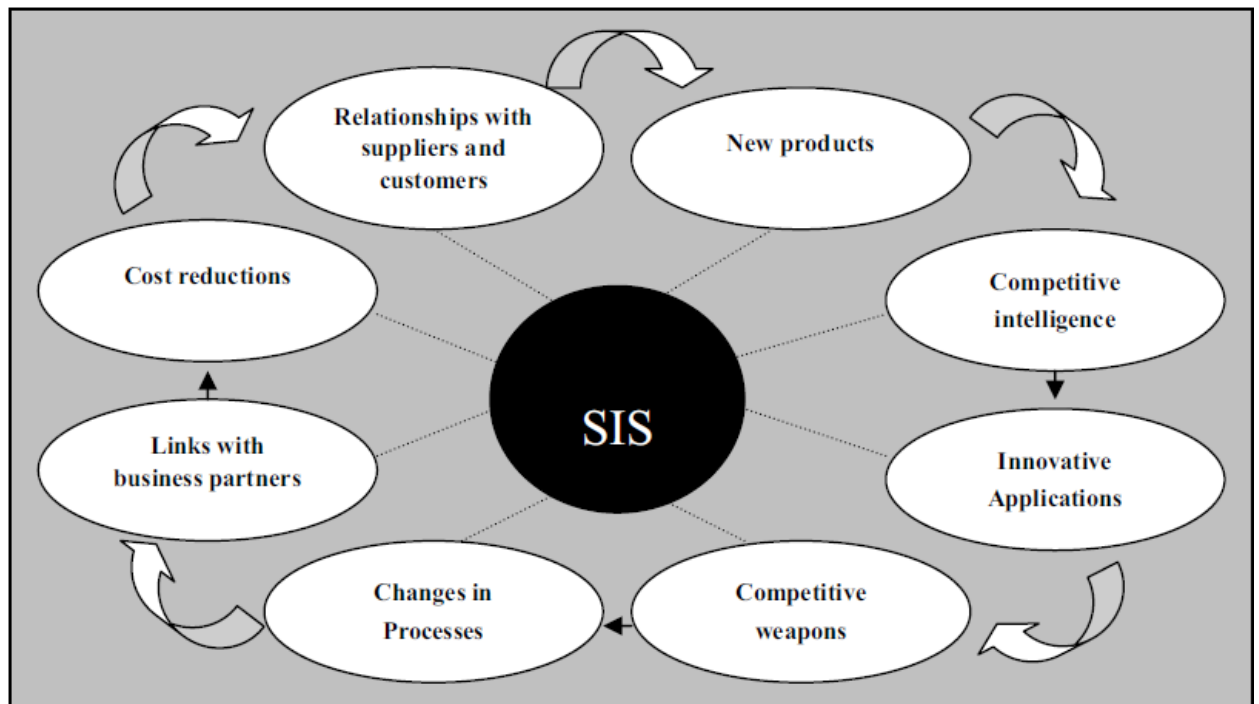 Relationships with
suppliers and
customers
New products
Cost reductions
Competitive
intelligence
SIS
Links with
business partners
Innovative
Applications
Changes in
Processes
Competitive
weapons